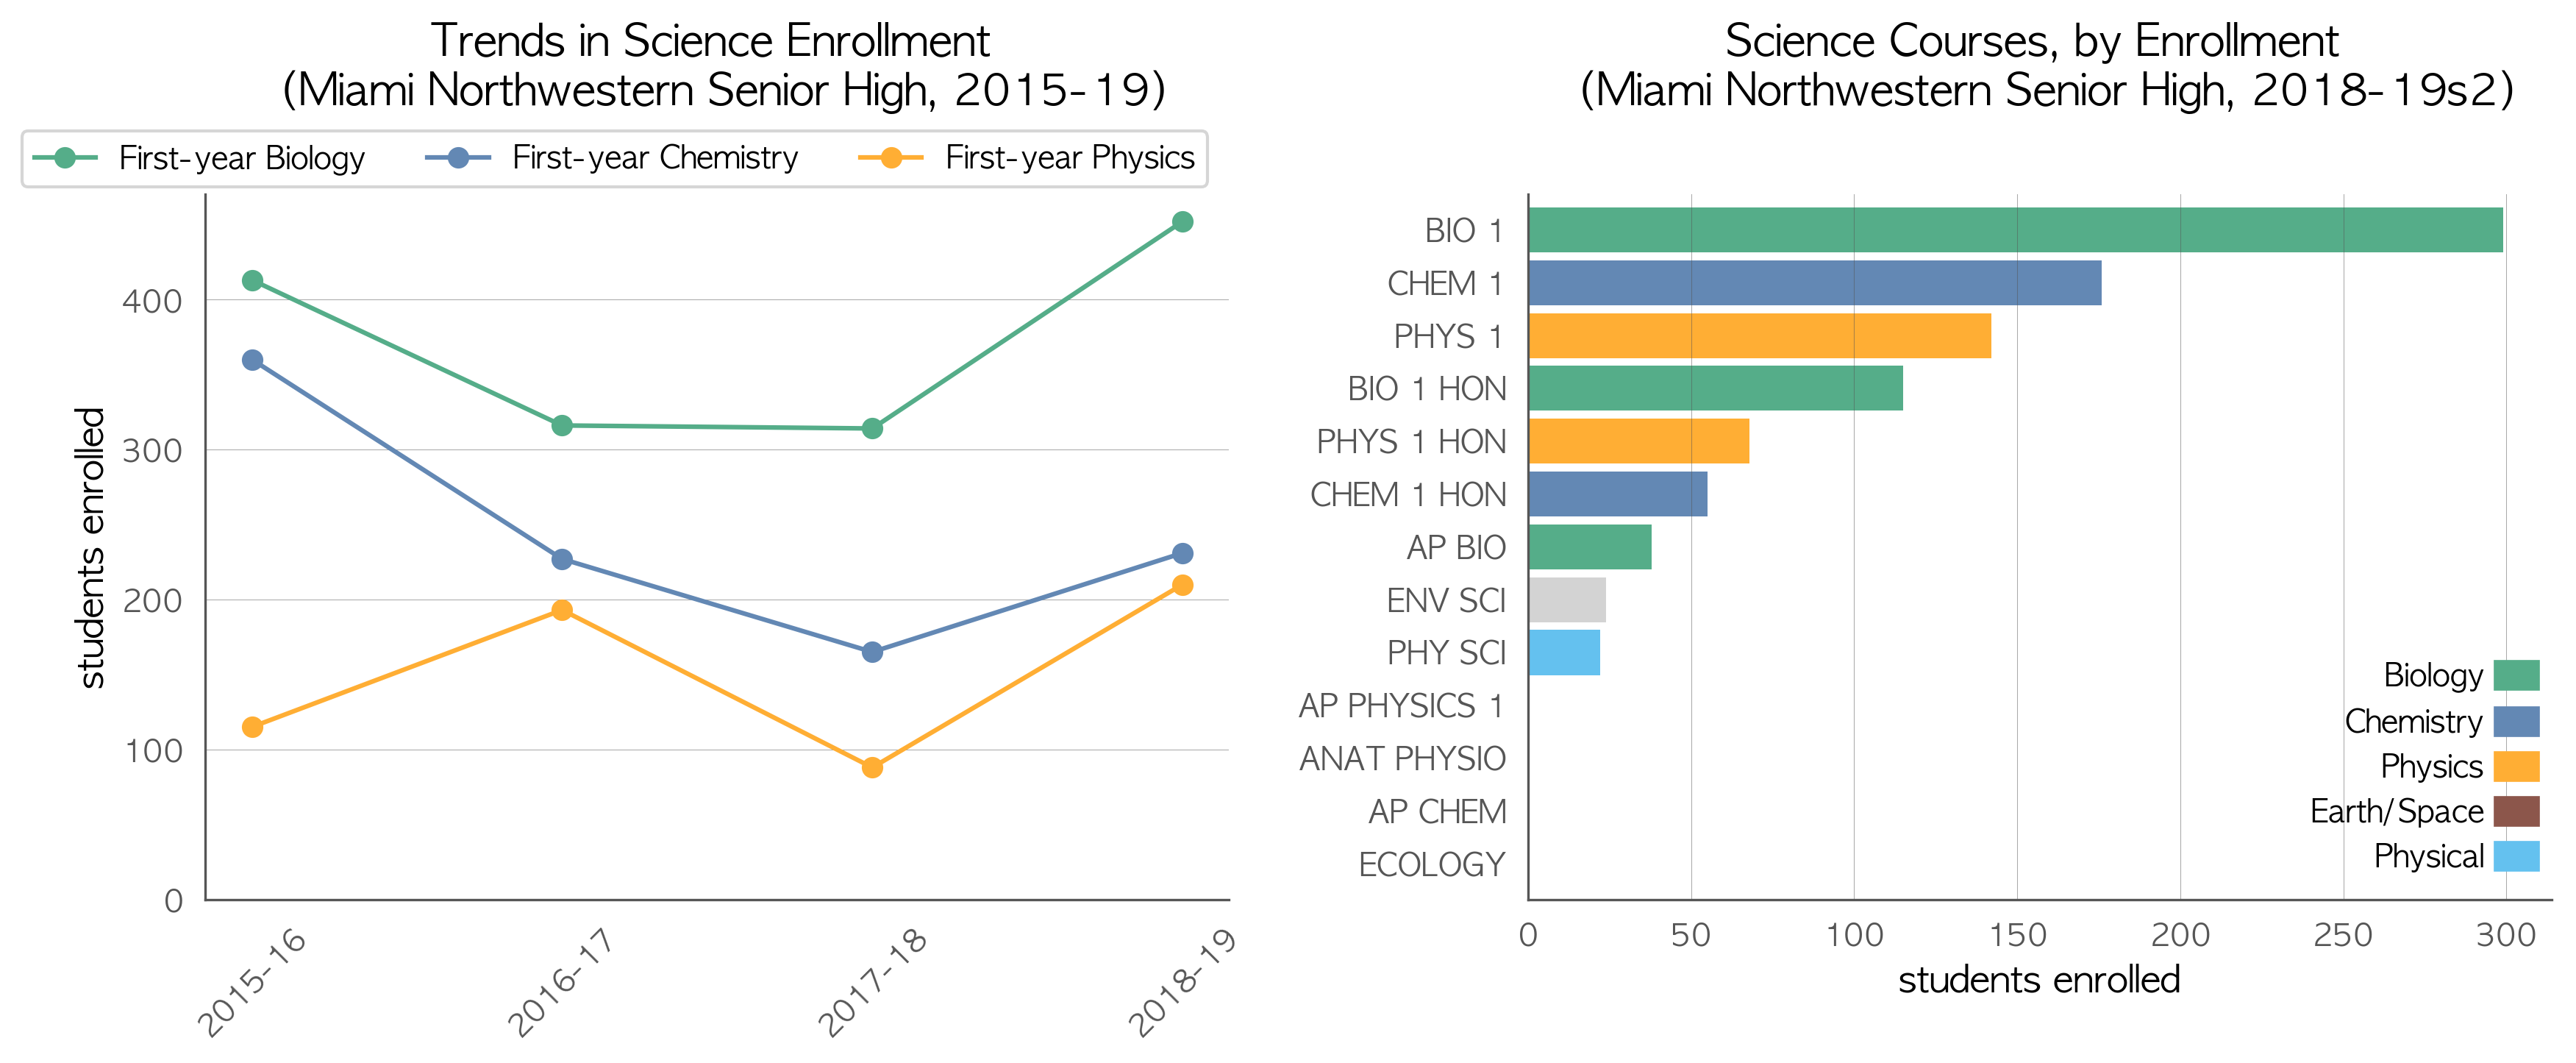 Trends in Science Enrollment
(Miami Northwestern Senior High, 2015-19)
First-year Biology
First-year Chemistry
First-year Physics
students enrolled
400
300
200
100
0
2015-16
2016-17
2017-18
2018-19
Science Courses, by Enrollment
(Miami Northwestern Senior High, 2018-19s2)
BIO 1
CHEM 1
PHYS 1
BIO 1 HON
PHYS 1 HON
CHEM 1 HON
AP BIO
ENV SCI
PHY SCI
AP PHYSICS 1
ANAT PHYSIO
AP CHEM
ECOLOGY
Biology
Chemistry
Physics
Earth/Space
Physical
0
50
100
150
200
250
300
students enrolled